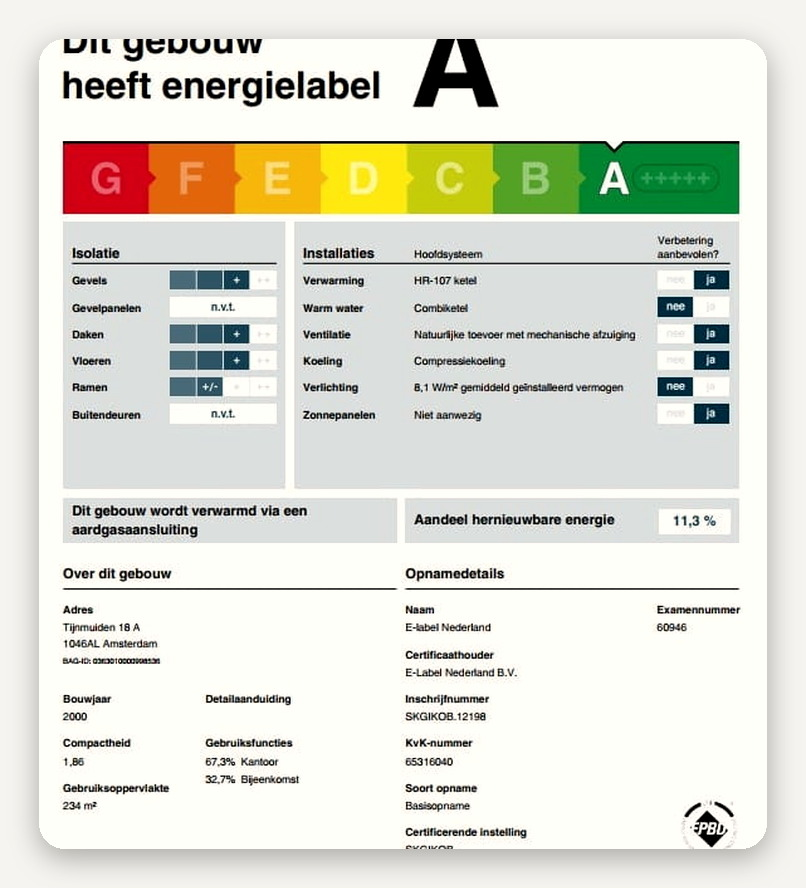 Dit gebouw
heeft energielabel A
G F E D C B A +++++
Isolatie
Gevels + ++
Gevelpanelen n.v.t.
Daken + ++
Vloeren + ++
Ramen +/- + ++
Buitendeuren n.v.t.
Installaties Hoofdsysteem Verbetering
aanbevolen?
Verwarming HR-107 ketel nee ja
Warm water Combiketel nee ja
Ventilatie Natuurlijke toevoer met mechanische afzuiging nee ja
Koeling Compressiekoeling nee ja
Verlichting 8,1 W/m² gemiddeld geïnstalleerd vermogen nee ja
Zonnepanelen Niet aanwezig nee ja
Dit gebouw wordt verwarmd via een
aardgasaansluiting
Aandeel hernieuwbare energie 11,3 %
Over dit gebouw
Adres
Tijnmuiden 18 A
1046AL Amsterdam
BAG-ID: 0363010000998536
Bouwjaar Detailaanduiding
2000
Compactheid Gebruiksfuncties
1,86 67,3% Kantoor
32,7% Bijeenkomst
Gebruiksoppervlakte
234 m²
Opnamedetails
Naam Examennummer
E-label Nederland 60946
Certificaathouder
E-Label Nederland B.V.
Inschrijfnummer
SKGIKOB.12198
KvK-nummer
65316040
Soort opname
Basisopname
Certificerende instelling
SKGIKOB
EPBD